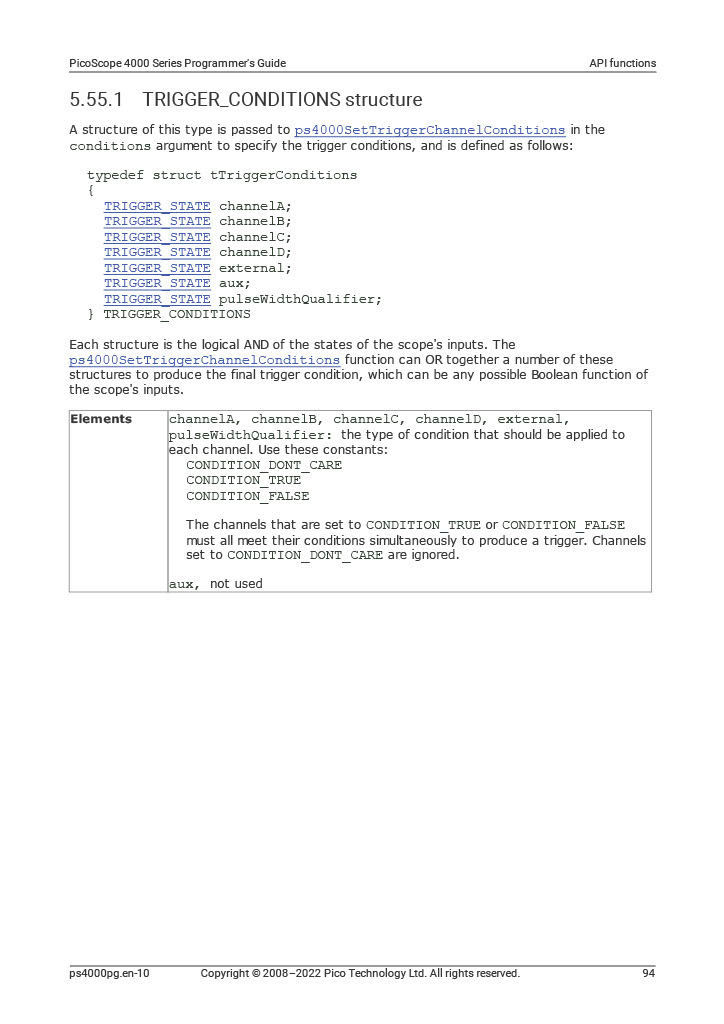 PicoScope 4000 Series Programmer's Guide API functions
5.55.1 TRIGGER_CONDITIONS structure
A structure of this type is passed to ps4000SetTriggerChannelConditions in the
conditions argument to specify the trigger conditions, and is defined as follows:
typedef struct tTriggerConditions
{
TRIGGER_STATE channelA;
TRIGGER_STATE channelB;
TRIGGER_STATE channelC;
TRIGGER_STATE channelD;
TRIGGER_STATE external;
TRIGGER_STATE aux;
TRIGGER_STATE pulseWidthQualifier;
} TRIGGER_CONDITIONS
Each structure is the logical AND of the states of the scope's inputs. The
ps4000SetTriggerChannelConditions function can OR together a number of these
structures to produce the final trigger condition, which can be any possible Boolean function of
the scope's inputs.
Elements channelA, channelB, channelC, channelD, external,
pulseWidthQualifier: the type of condition that should be applied to
each channel. Use these constants:
CONDITION_DONT_CARE
CONDITION_TRUE
CONDITION_FALSE
The channels that are set to CONDITION_TRUE or CONDITION_FALSE
must all meet their conditions simultaneously to produce a trigger. Channels
set to CONDITION_DONT_CARE are ignored.
aux, not used
ps4000pg.en-10 Copyright © 2008–2022 Pico Technology Ltd. All rights reserved. 94